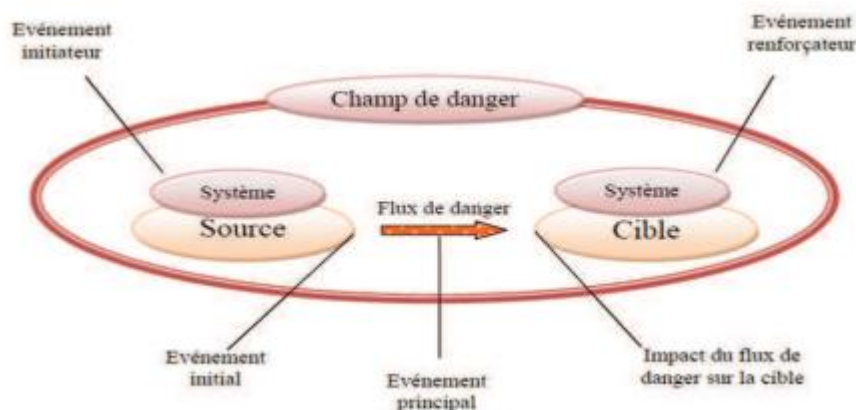 Evénement
initiateur
Evénement
renforçateur
Champ de danger
Système
Source
Flux de danger
Système
Cible
Evénement
initial
Evénement
principal
Impact du flux de
danger sur la cible